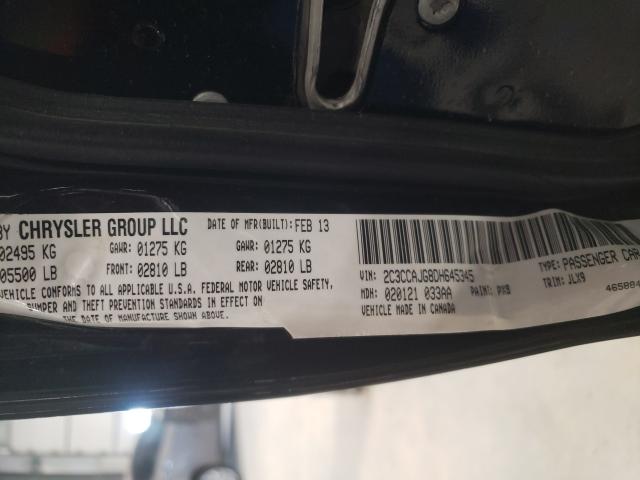 BY CHRYSLER GROUP LLC DATE OF MFR(BUILT): FEB 13
02495 KG GAWR: 01275 KG GAWR: 01275 KG
05500 LB FRONT: 02810 LB REAR: 02810 LB
VEHICLE CONFORMS TO ALL U.S.A. FEDERAL MOTOR VEHICLE SAFETY,
BUMPER AND THEFT PREVENTION STANDARDS IN EFFECT ON
THE DATE OF MANUFACTURE SHOWN ABOVE.
VIN: 2C3CCAJG8DH645345 TYPE: PASSENGER CAR
MDH: 020121 033AA PAINT: PX8 TRIM: JLX9
VEHICLE MADE IN CANADA 46588